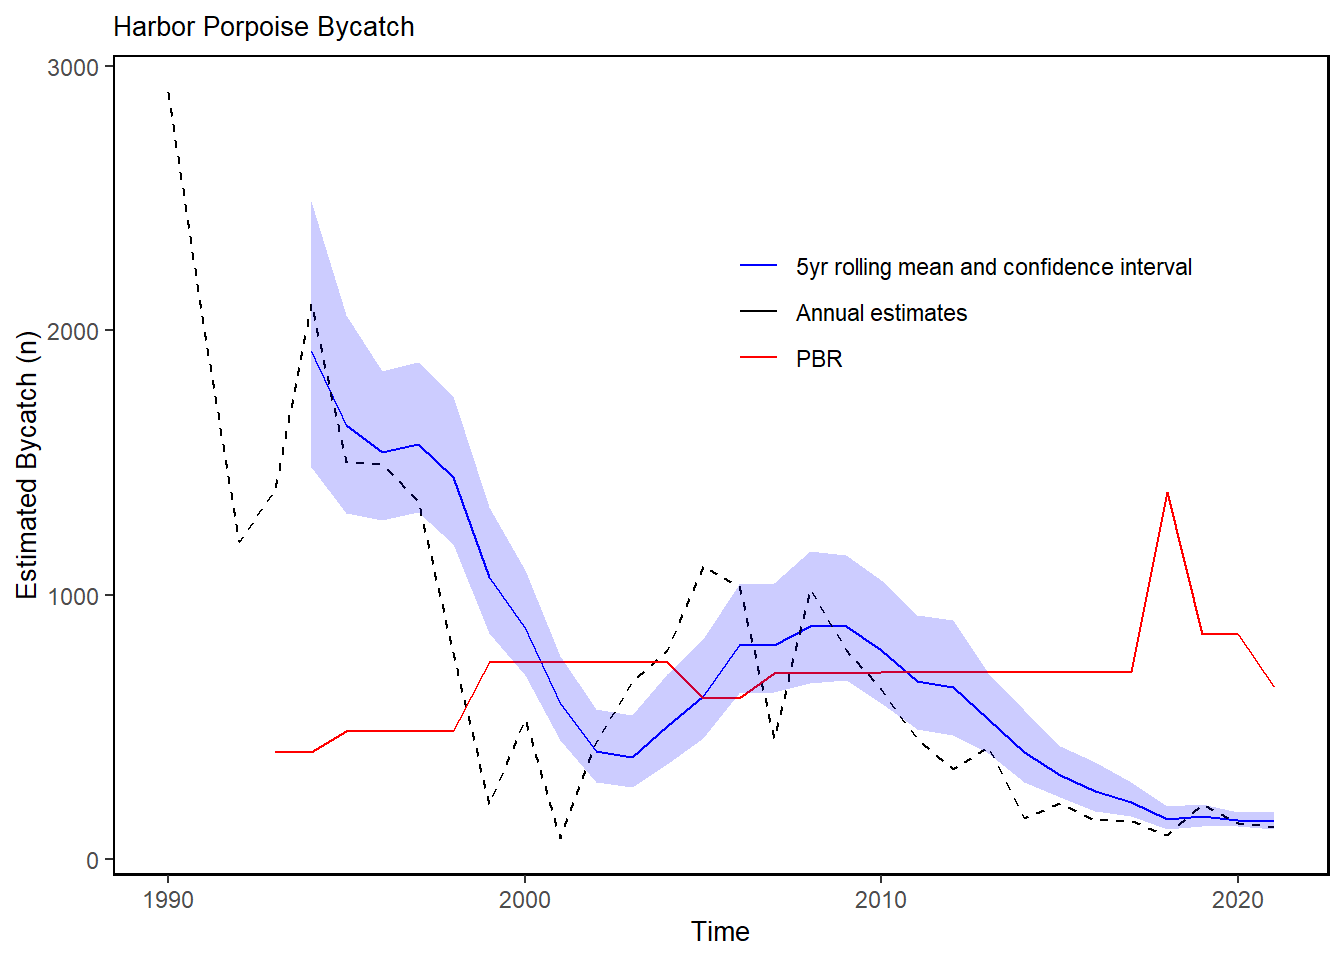 Harbor Porpoise Bycatch
3000
2000
1000
0
Estimated Bycatch (n)
5yr rolling mean and confidence interval
Annual estimates
PBR
1990
2000
2010
2020
Time